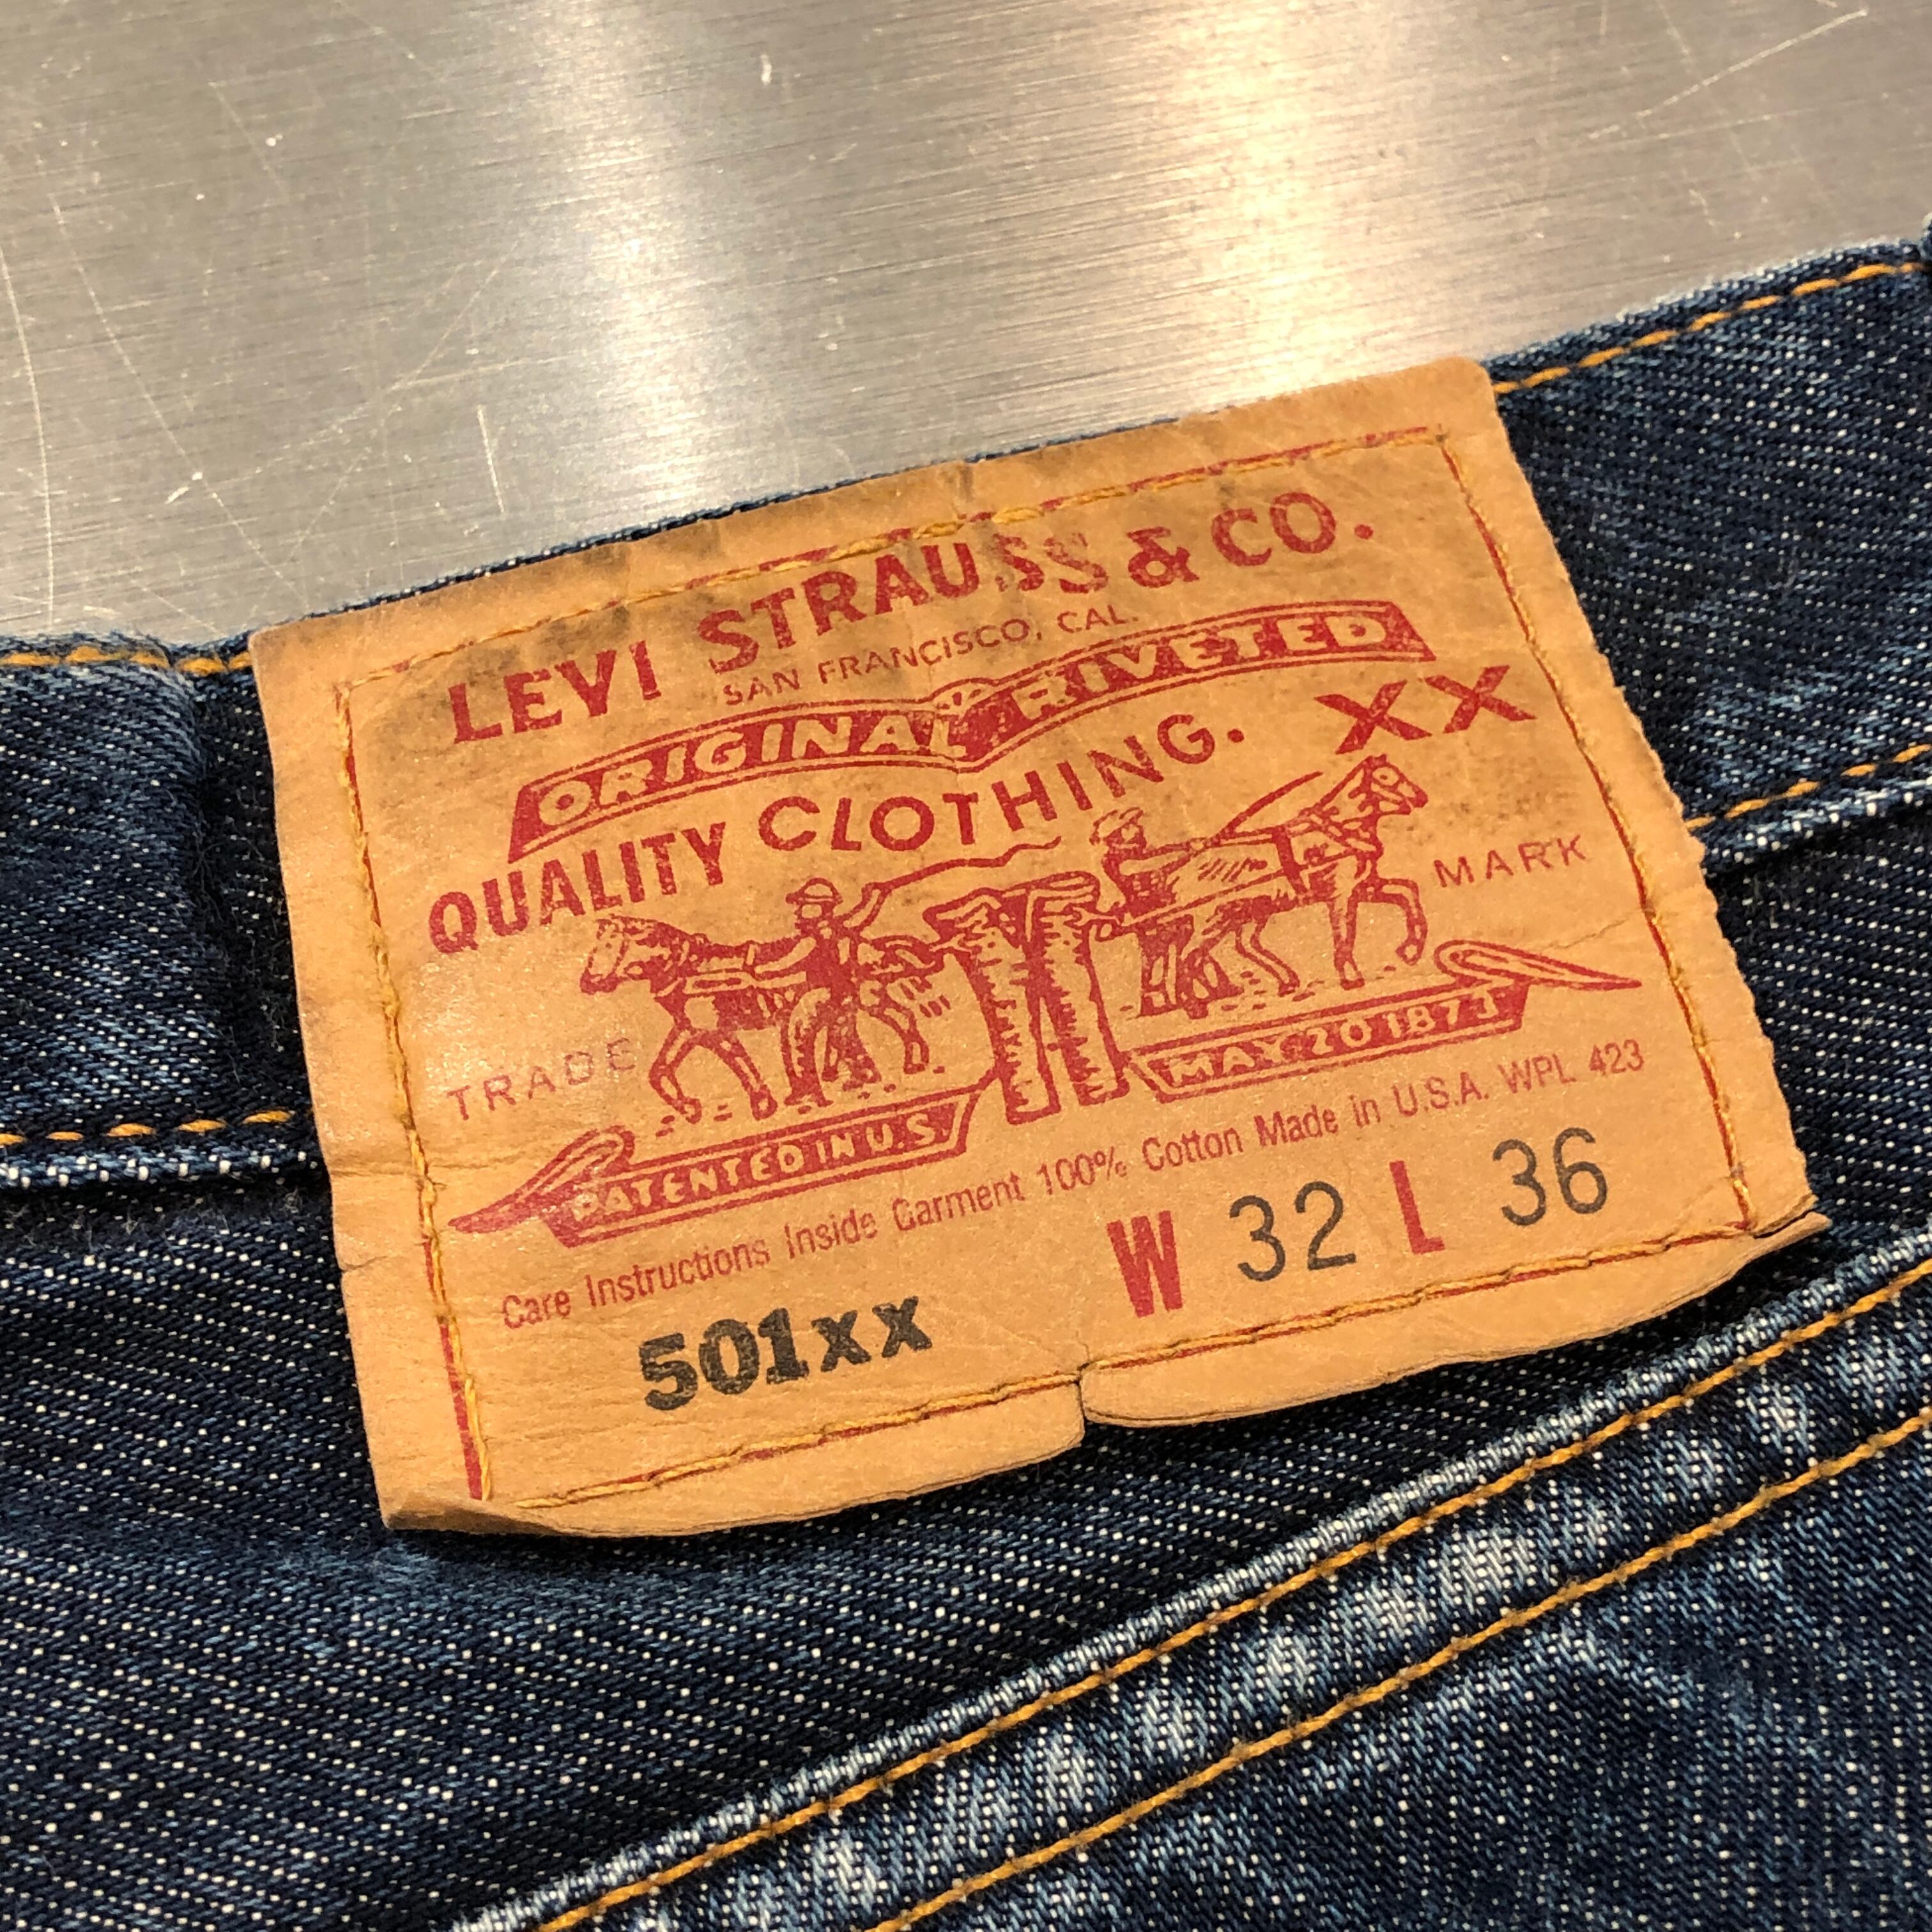 LEVI STRAUSS & CO.
SAN FRANCISCO, CAL.
ORIGINAL RIVETED
QUALITY CLOTHING. XX
TRADE MARK
PATENTED IN U S MAY 20 1873
Care Instructions Inside Garment 100% Cotton Made in U.S.A. WPL 423
501xx W 32 L 36